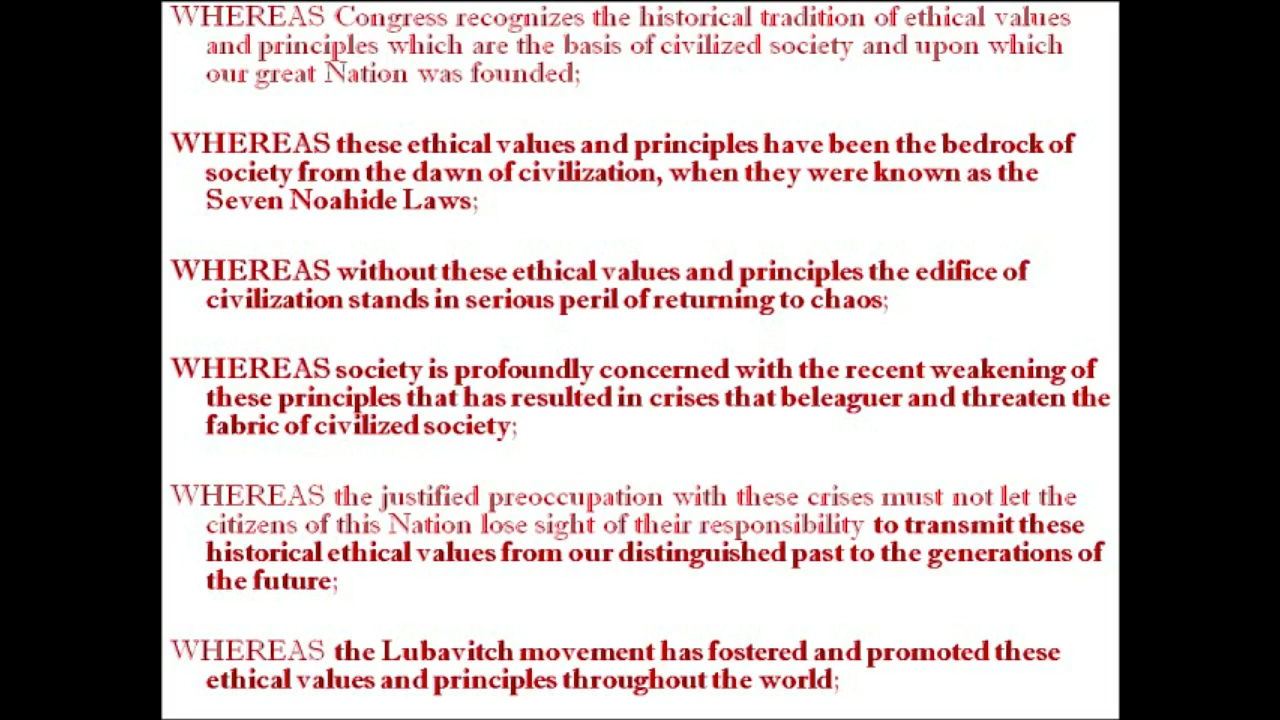 WHEREAS Congress recognizes the historical tradition of ethical values
and principles which are the basis of civilized society and upon which
our great Nation was founded;
WHEREAS these ethical values and principles have been the bedrock of
society from the dawn of civilization, when they were known as the
Seven Noahide Laws;
WHEREAS without these ethical values and principles the edifice of
civilization stands in serious peril of returning to chaos;
WHEREAS society is profoundly concerned with the recent weakening of
these principles that has resulted in crises that beleaguer and threaten the
fabric of civilized society;
WHEREAS the justified preoccupation with these crises must not let the
citizens of this Nation lose sight of their responsibility to transmit these
historical ethical values from our distinguished past to the generations of
the future;
WHEREAS the Lubavitch movement has fostered and promoted these
ethical values and principles throughout the world;